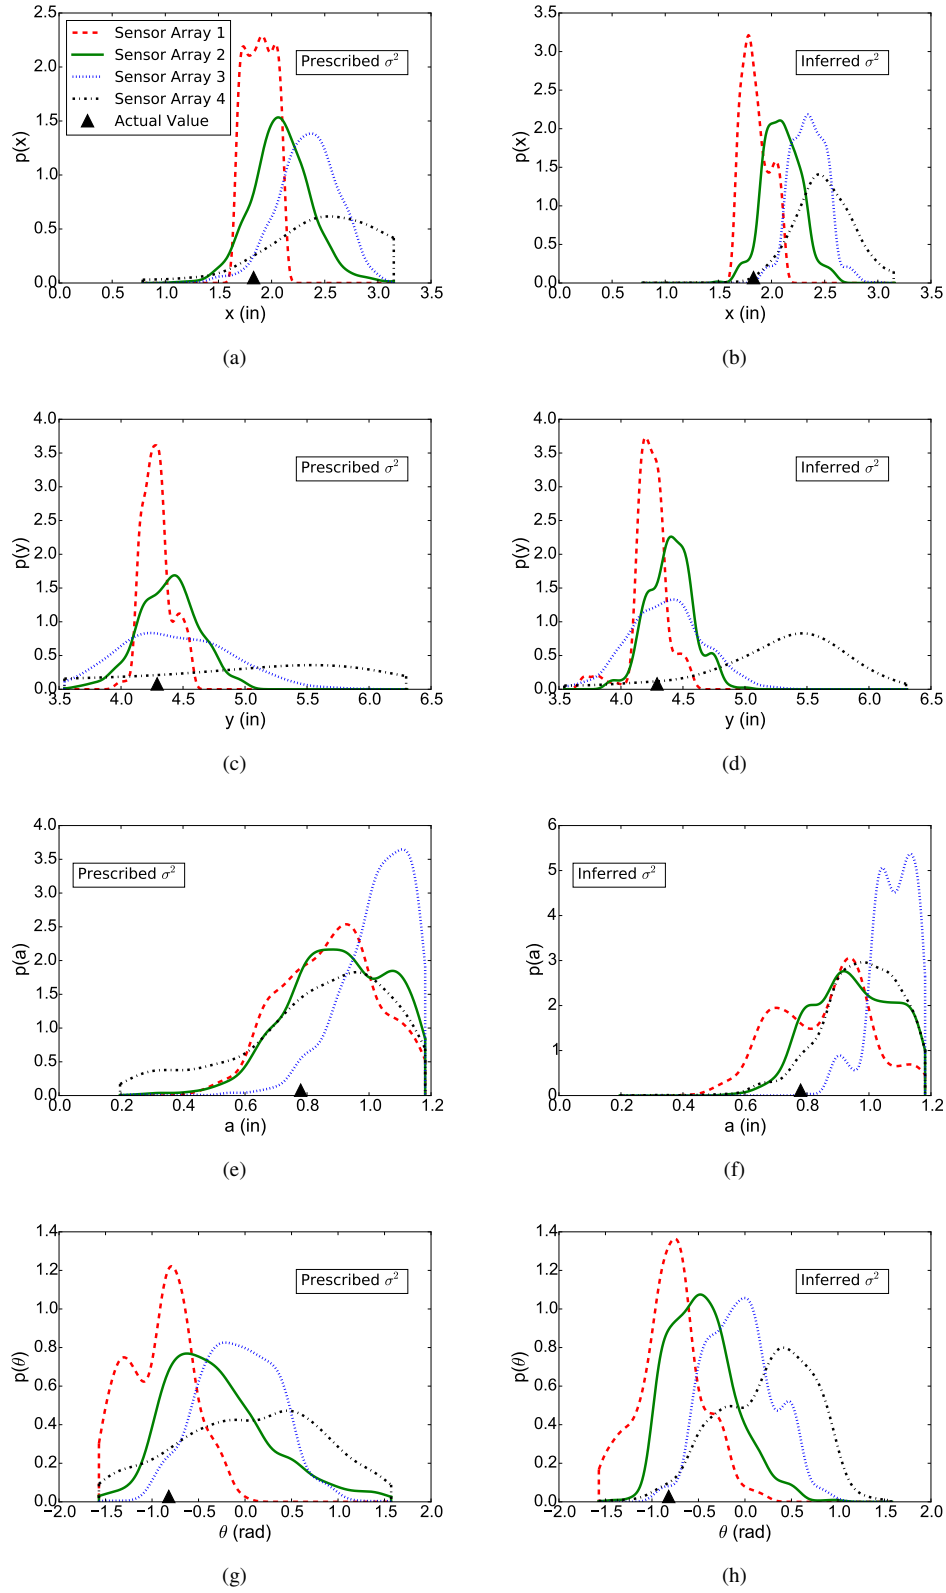 3.0
2.5
2.0
1.5
1.0
0.5
0.0
p(x)
Sensor Array 1
Sensor Array 2
Sensor Array 3
Sensor Array 4
Actual Value
Prescribed σ²
0.0 0.5 1.0 1.5 2.0 2.5 3.0 3.5
x (in)
(a)
3.5
3.0
2.5
2.0
1.5
1.0
0.5
0.0
p(x)
Inferred σ²
0.0 0.5 1.0 1.5 2.0 2.5 3.0 3.5
x (in)
(b)
4.0
3.5
3.0
2.5
2.0
1.5
1.0
0.5
0.0
p(y)
Prescribed σ²
3.5 4.0 4.5 5.0 5.5 6.0 6.5
y (in)
(c)
4.0
3.5
3.0
2.5
2.0
1.5
1.0
0.5
0.0
p(y)
Inferred σ²
3.5 4.0 4.5 5.0 5.5 6.0 6.5
y (in)
(d)
4.0
3.5
3.0
2.5
2.0
1.5
1.0
0.5
0.0
p(a)
Prescribed σ²
0.0 0.2 0.4 0.6 0.8 1.0 1.2
a (in)
(e)
6
5
4
3
2
1
0
p(a)
Inferred σ²
0.0 0.2 0.4 0.6 0.8 1.0 1.2
a (in)
(f)
1.4
1.2
1.0
0.8
0.6
0.4
0.2
0.0
p(θ)
Prescribed σ²
−2.0 −1.5 −1.0 −0.5 0.0 0.5 1.0 1.5 2.0
θ (rad)
(g)
1.4
1.2
1.0
0.8
0.6
0.4
0.2
0.0
p(θ)
Inferred σ²
−2.0 −1.5 −1.0 −0.5 0.0 0.5 1.0 1.5 2.0
θ (rad)
(h)